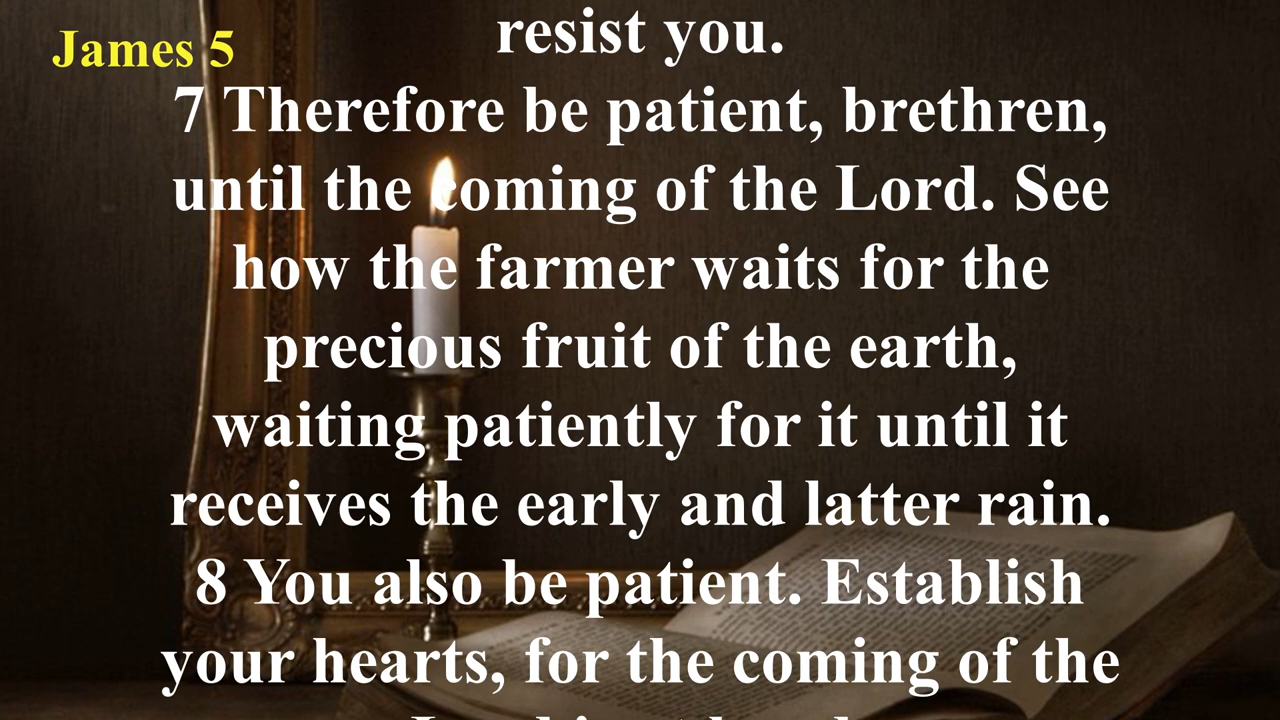 James 5
resist you.
7 Therefore be patient, brethren,
until the coming of the Lord. See
how the farmer waits for the
precious fruit of the earth,
waiting patiently for it until it
receives the early and latter rain.
8 You also be patient. Establish
your hearts, for the coming of the